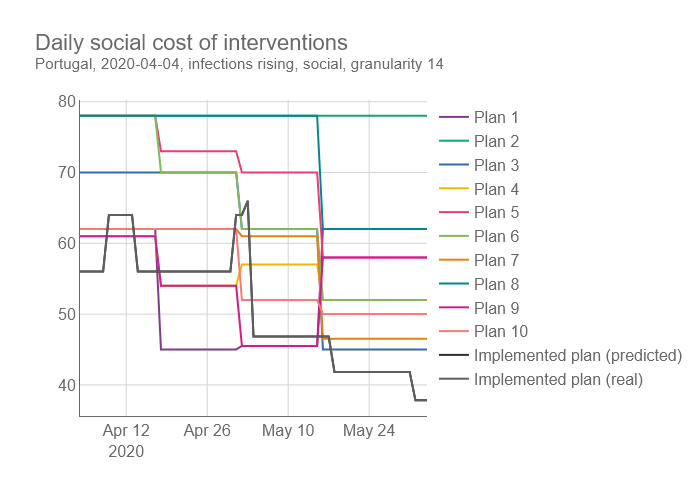 Daily social cost of interventions
Portugal, 2020-04-04, infections rising, social, granularity 14
80
70
60
50
40
Apr 12
2020
Apr 26
May 10
May 24
Plan 1
Plan 2
Plan 3
Plan 4
Plan 5
Plan 6
Plan 7
Plan 8
Plan 9
Plan 10
Implemented plan (predicted)
Implemented plan (real)